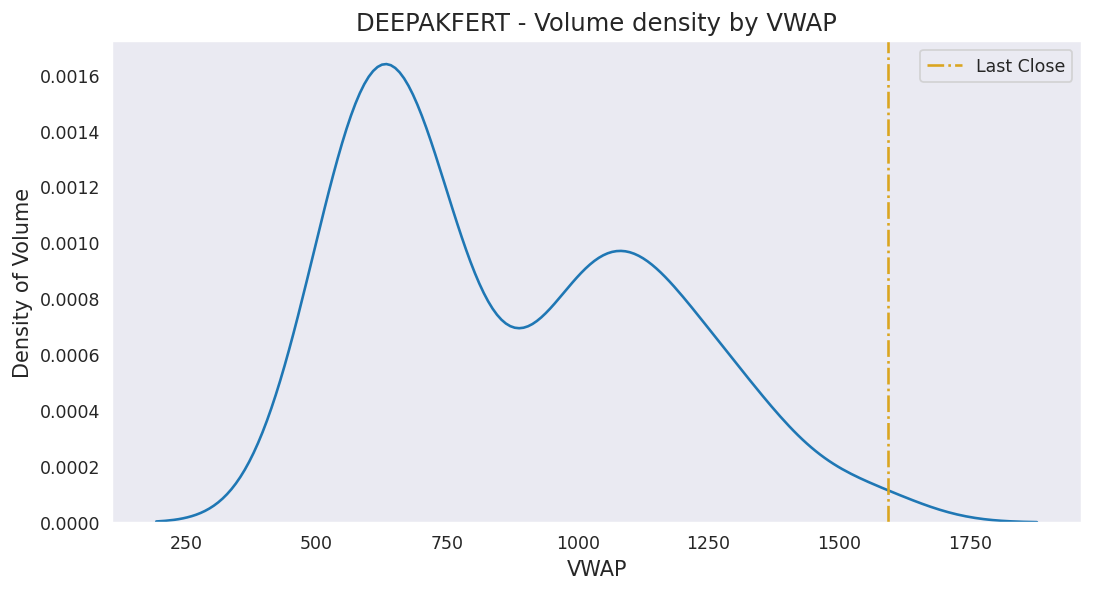 DEEPAKFERT - Volume density by VWAP
Last Close
Density of Volume
0.0016
0.0014
0.0012
0.0010
0.0008
0.0006
0.0004
0.0002
0.0000
250 500 750 1000 1250 1500 1750
VWAP